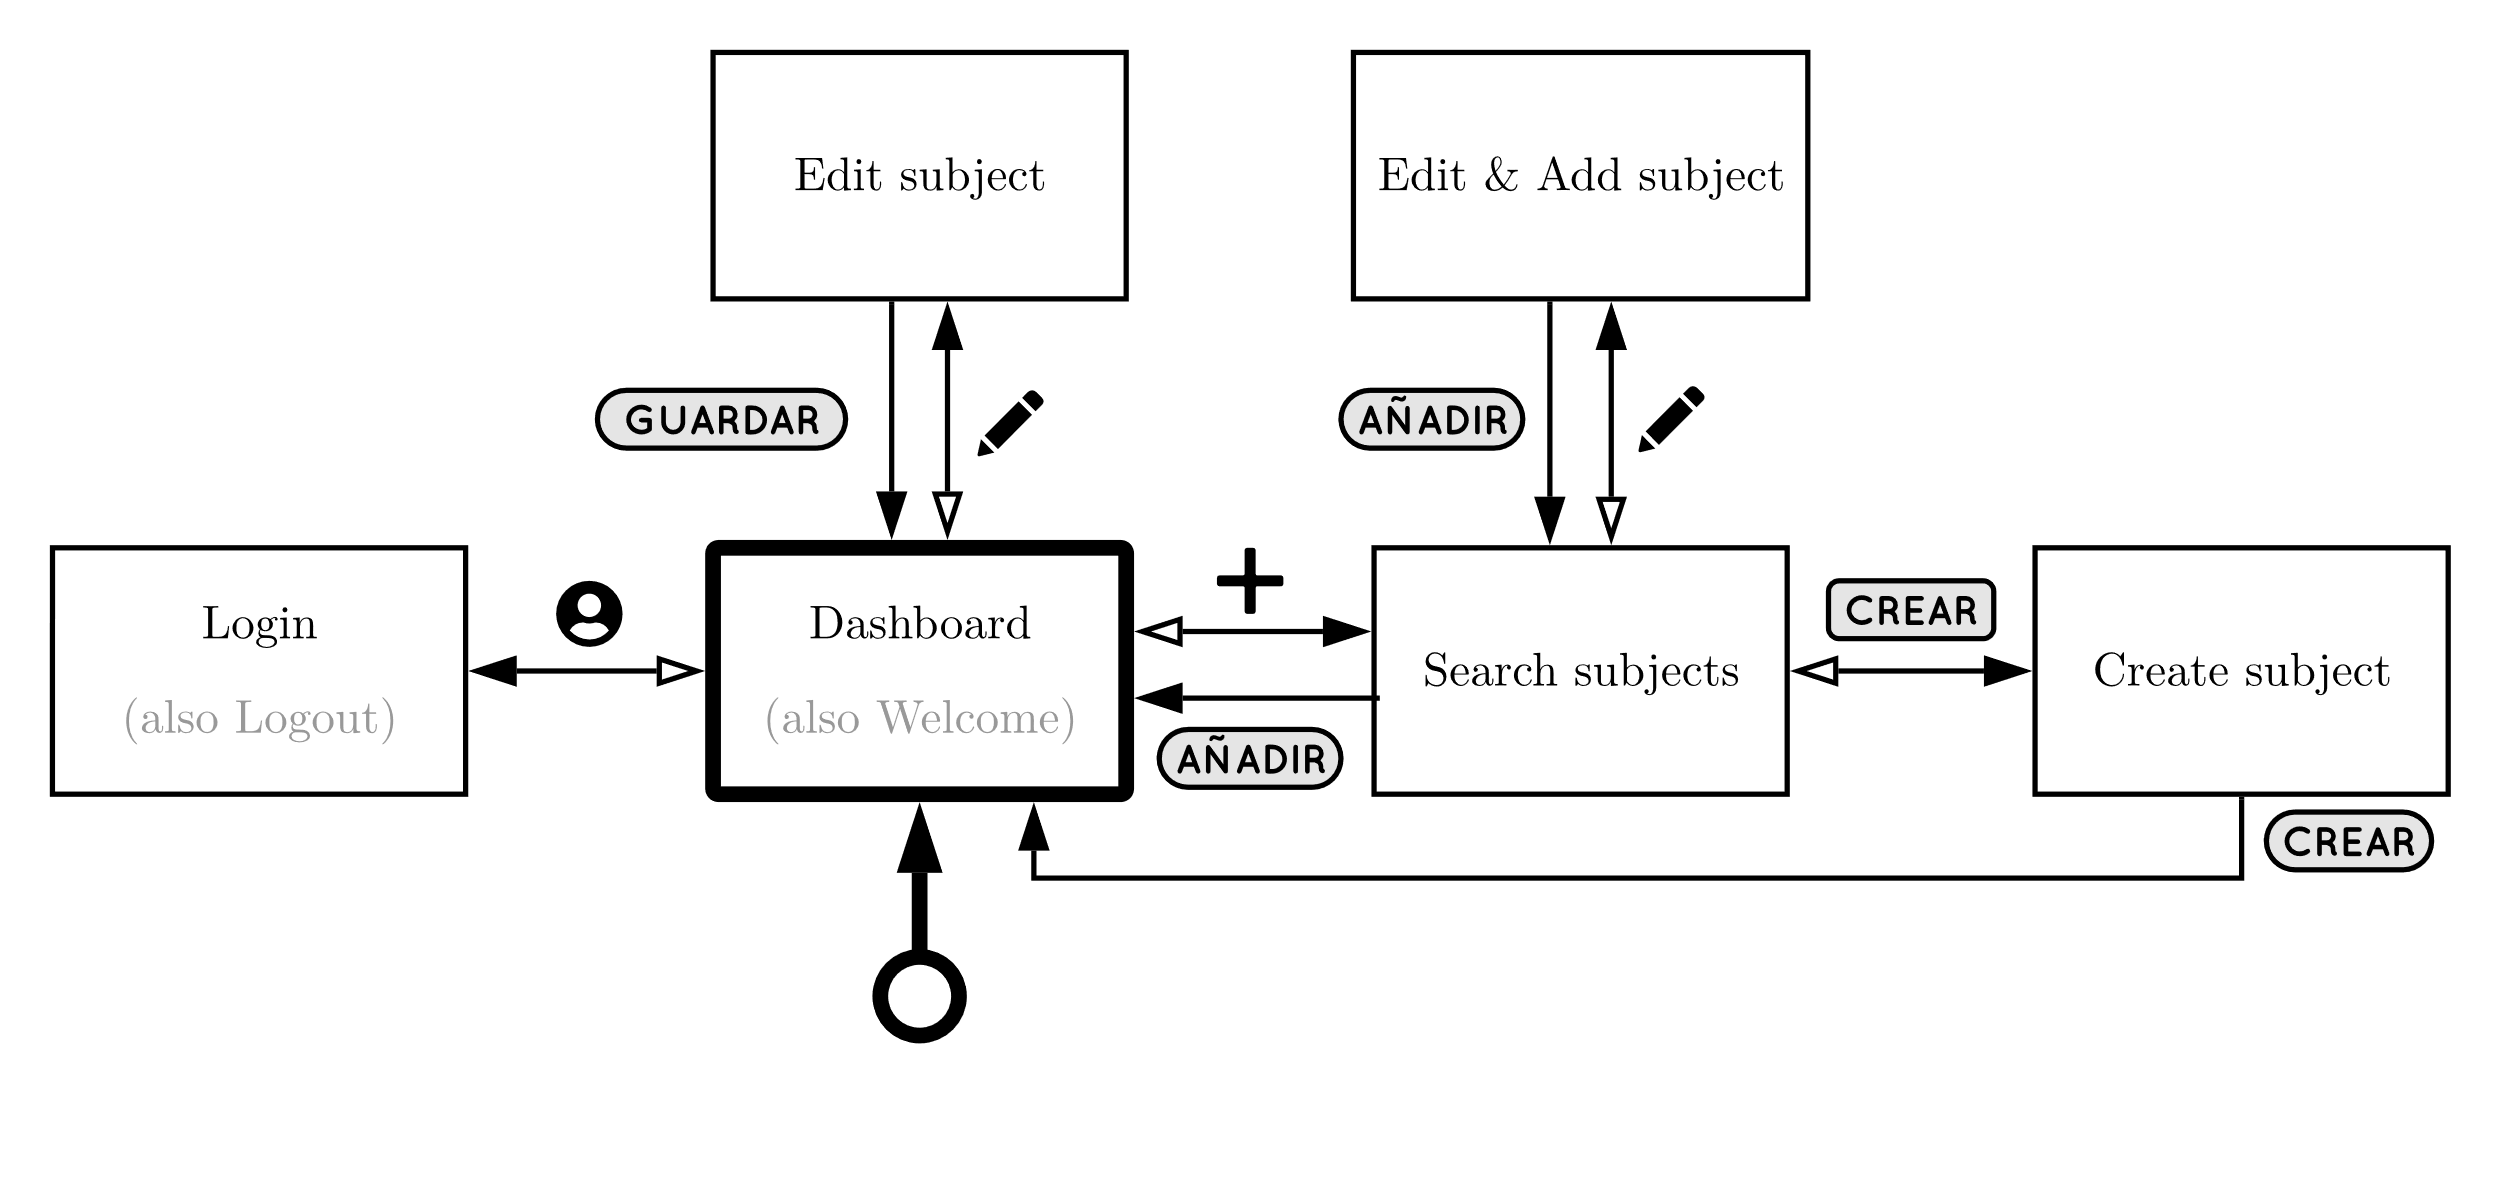 Edit subject
Edit & Add subject
GUARDAR
AÑADIR
Login
(also Logout)
Dashboard
(also Welcome)
AÑADIR
Search subjects
CREAR
Create subject
CREAR